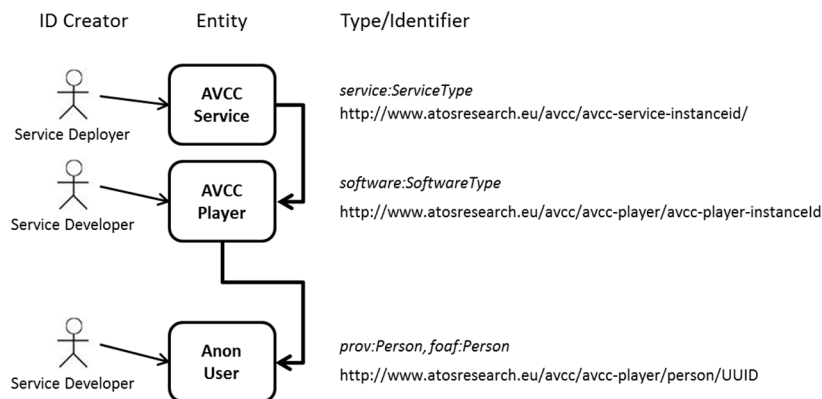 ID Creator Entity Type/Identifier
AVCC
Service
service:ServiceType
http://www.atosresearch.eu/avcc/avcc-service-instanceid/
Service Deployer
AVCC
Player
software:SoftwareType
http://www.atosresearch.eu/avcc/avcc-player/avcc-player-instanceId
Service Developer
Anon
User
prov:Person, foaf:Person
http://www.atosresearch.eu/avcc/avcc-player/person/UUID
Service Developer